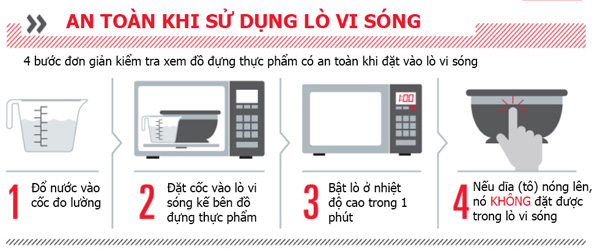 AN TOÀN KHI SỬ DỤNG LÒ VI SÓNG
4 bước đơn giản kiểm tra xem đồ đựng thực phẩm có an toàn khi đặt vào lò vi sóng
1:00
1 Đổ nước vào
cốc đo lường
2 Đặt cốc vào lò vi
sóng kế bên đồ
đựng thực phẩm
3 Bật lò ở nhiệt
độ cao trong 1
phút
4 Nếu dĩa (tô) nóng lên,
nó KHÔNG đặt được
trong lò vi sóng